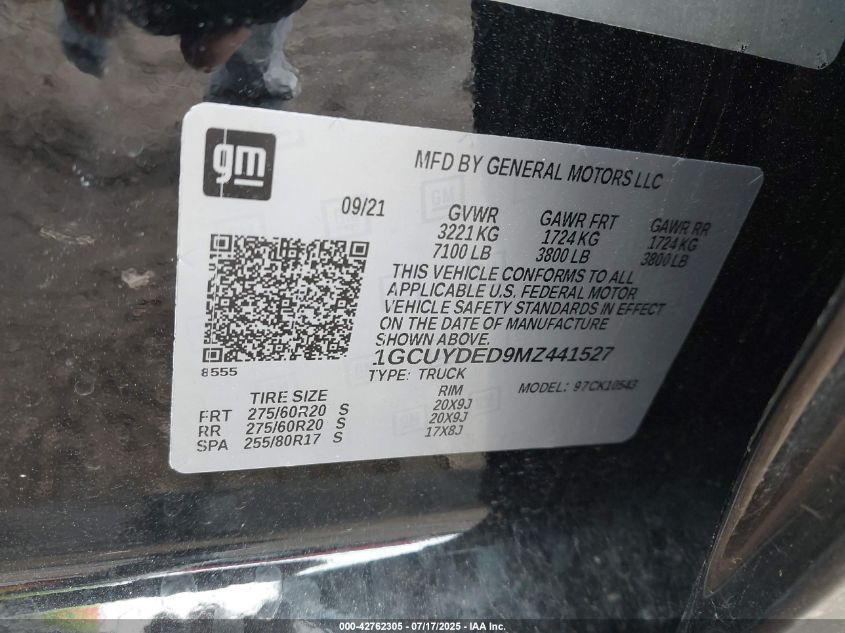 gm
MFD BY GENERAL MOTORS LLC
09/21
GVWR GAWR FRT GAWR RR
3221 KG 1724 KG 1724 KG
7100 LB 3800 LB 3800 LB
THIS VEHICLE CONFORMS TO ALL
APPLICABLE U.S. FEDERAL MOTOR
VEHICLE SAFETY STANDARDS IN EFFECT
ON THE DATE OF MANUFACTURE
SHOWN ABOVE.
1GCUYDED9MZ441527
8555
TYPE: TRUCK MODEL: 97CK10543
TIRE SIZE RIM
FRT 275/60R20 S 20X9J
RR 275/60R20 S 20X9J
SPA 255/80R17 S 17X8J
000-42762305 - 07/17/2025 - IAA Inc.